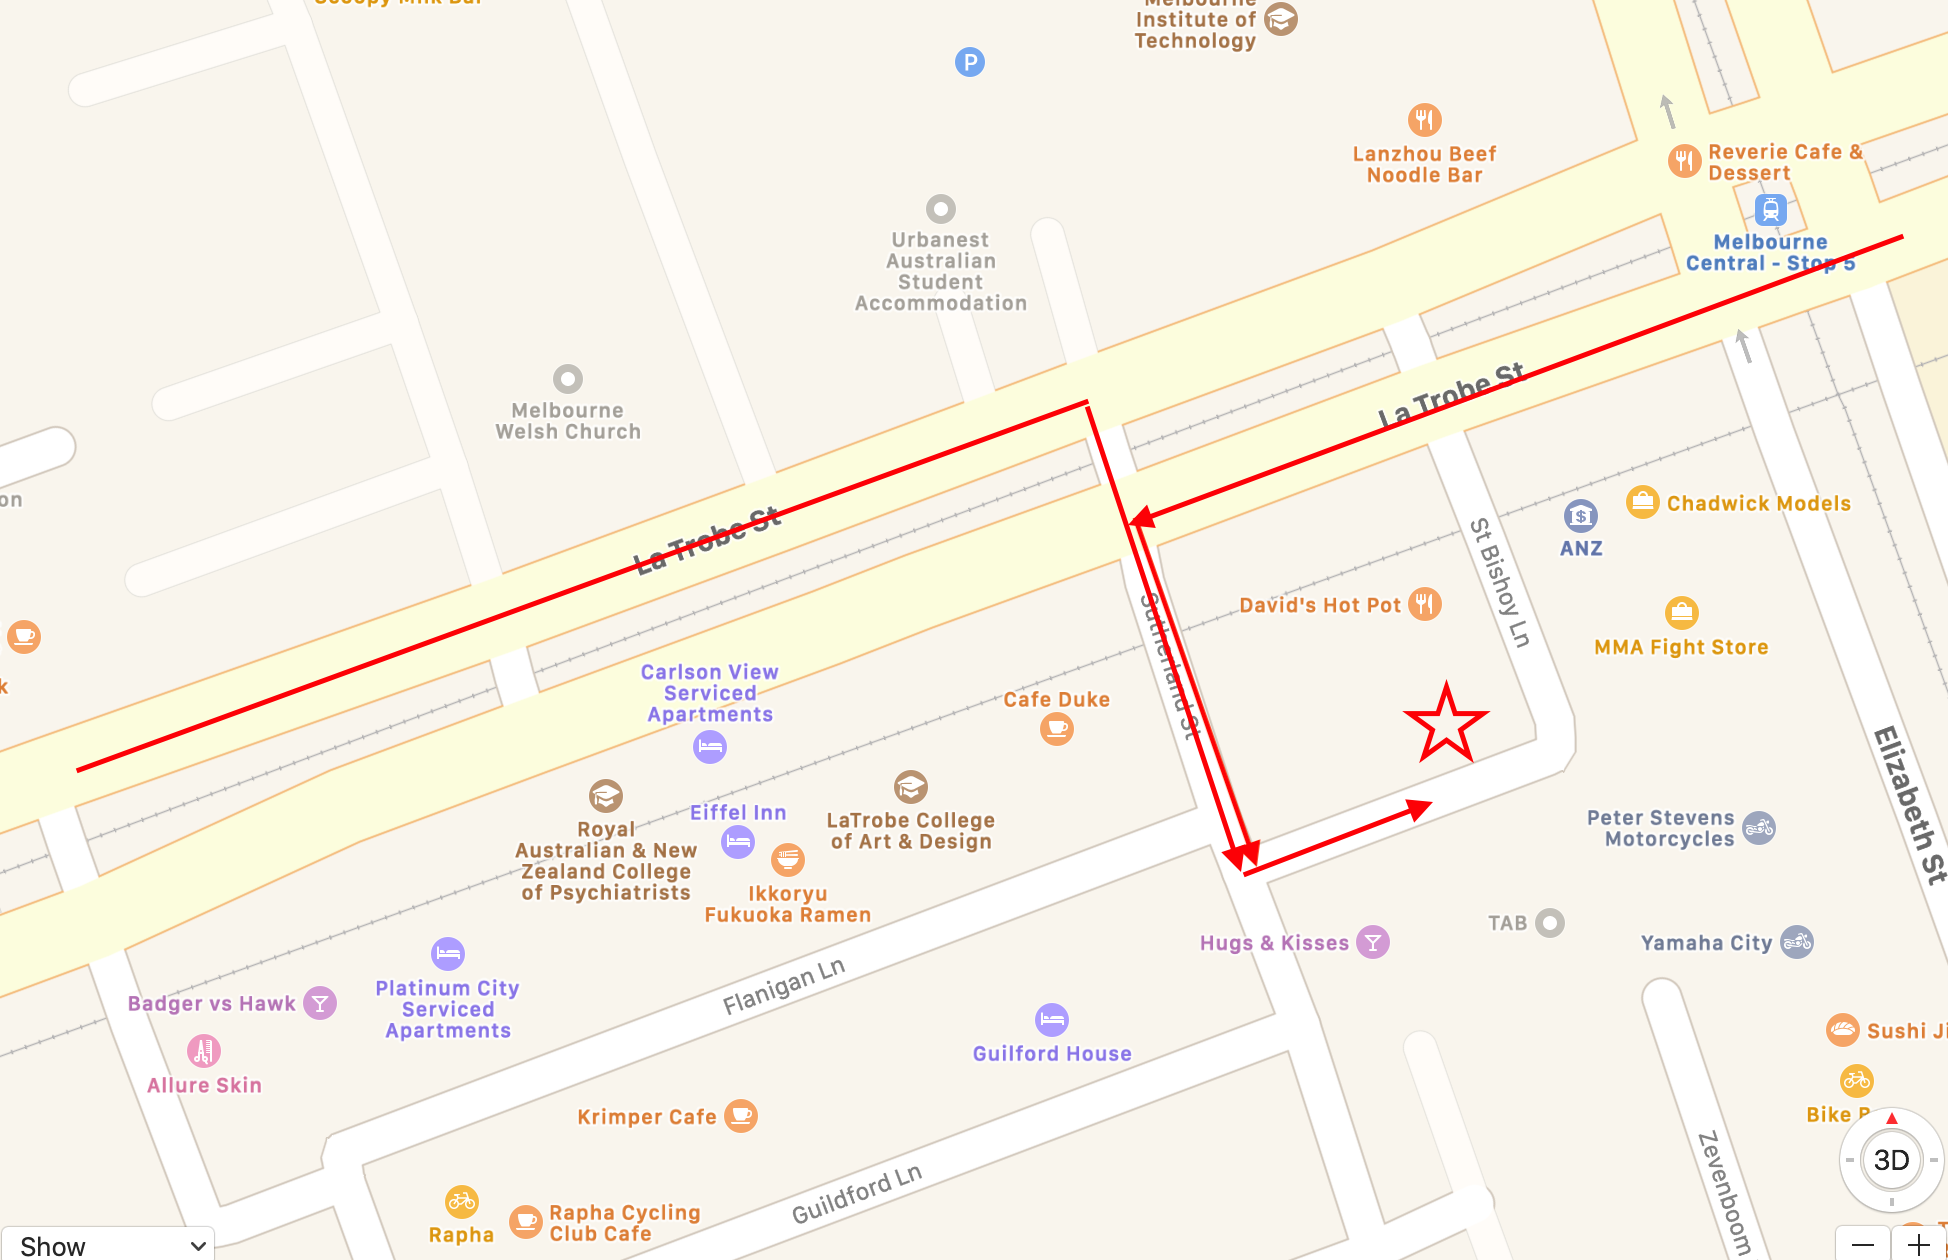 Scoopy Milk Bar
Melbourne
Institute of
Technology
P
Lanzhou Beef
Noodle Bar
Reverie Cafe &
Dessert
Melbourne
Central - Stop 5
Urbanest
Australian
Student
Accommodation
Melbourne
Welsh Church
La Trobe St
La Trobe St
on
k
Chadwick Models
ANZ
St Bishoy Ln
David's Hot Pot
MMA Fight Store
Sutherland St
Carlson View
Serviced
Apartments
Cafe Duke
Eiffel Inn
Royal
Australian & New
Zealand College
of Psychiatrists
LaTrobe College
of Art & Design
Ikkoryu
Fukuoka Ramen
Peter Stevens
Motorcycles
Elizabeth St
TAB
Hugs & Kisses
Yamaha City
Flanigan Ln
Badger vs Hawk
Platinum City
Serviced
Apartments
Allure Skin
Guilford House
Sushi Ji
Bike
Krimper Cafe
3D
Zevenboom
Guildford Ln
Rapha
Rapha Cycling
Club Cafe
Show